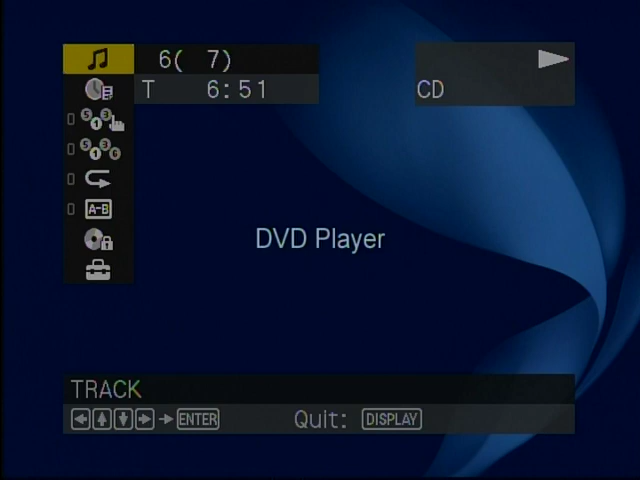 6( 7)
T 6:51
CD
A-B
DVD Player
TRACK
ENTER Quit: DISPLAY